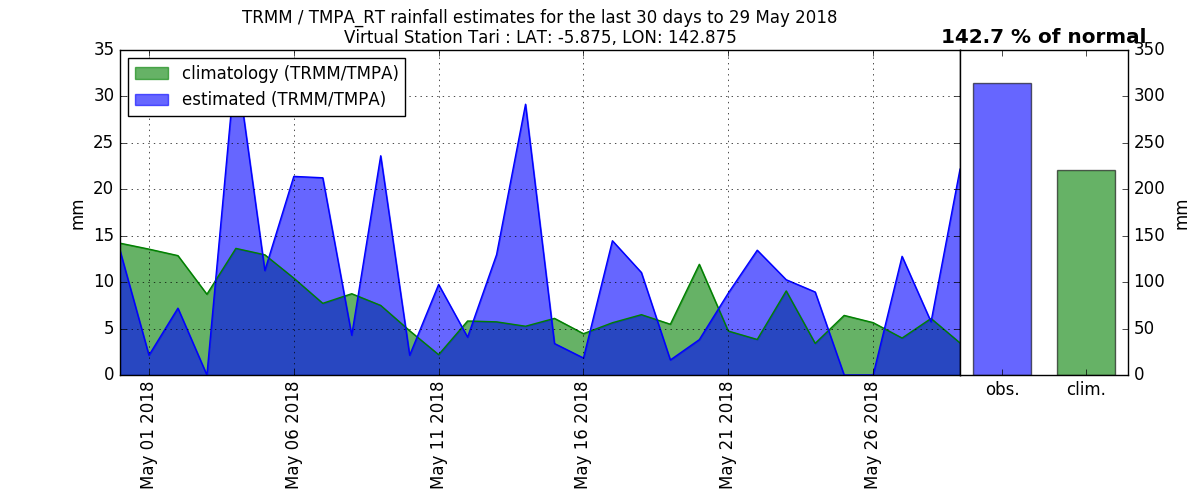 TRMM / TMPA_RT rainfall estimates for the last 30 days to 29 May 2018
Virtual Station Tari : LAT: -5.875, LON: 142.875
142.7 % of normal
climatology (TRMM/TMPA)
estimated (TRMM/TMPA)
35
30
25
20
15
10
5
0
mm
May 01 2018
May 06 2018
May 11 2018
May 16 2018
May 21 2018
May 26 2018
obs.
clim.
350
300
250
200
150
100
50
0
mm